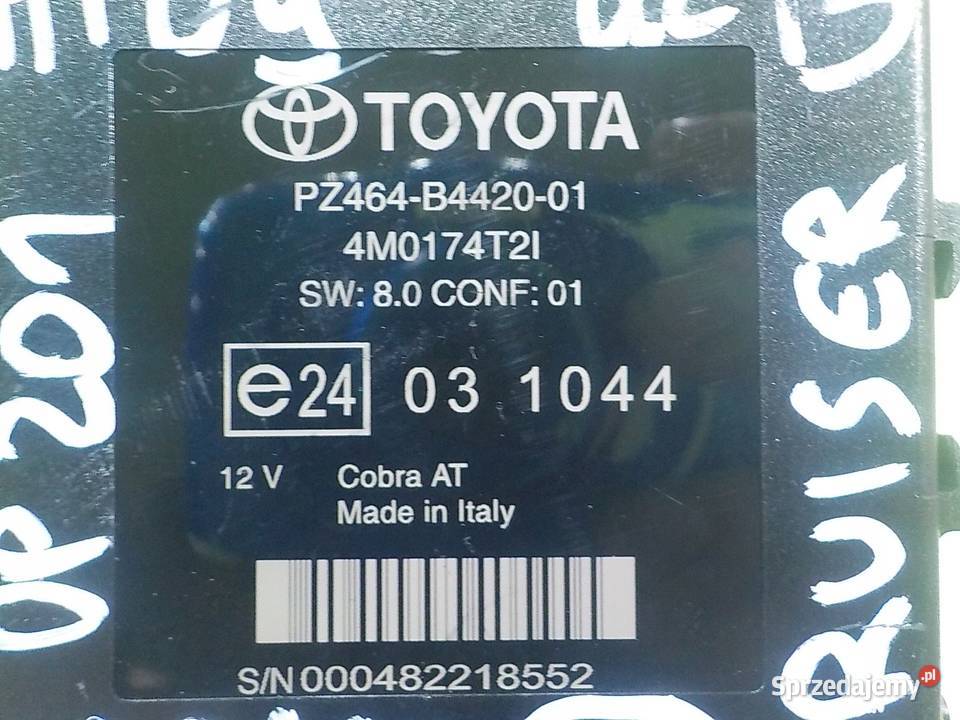 TOYOTA
PZ464-B4420-01
4M0174T2I
SW: 8.0 CONF: 01
e24 03 1044
12 V Cobra AT
Made in Italy
S/N 000482218552
RUISER
Sprzedajemy.pl